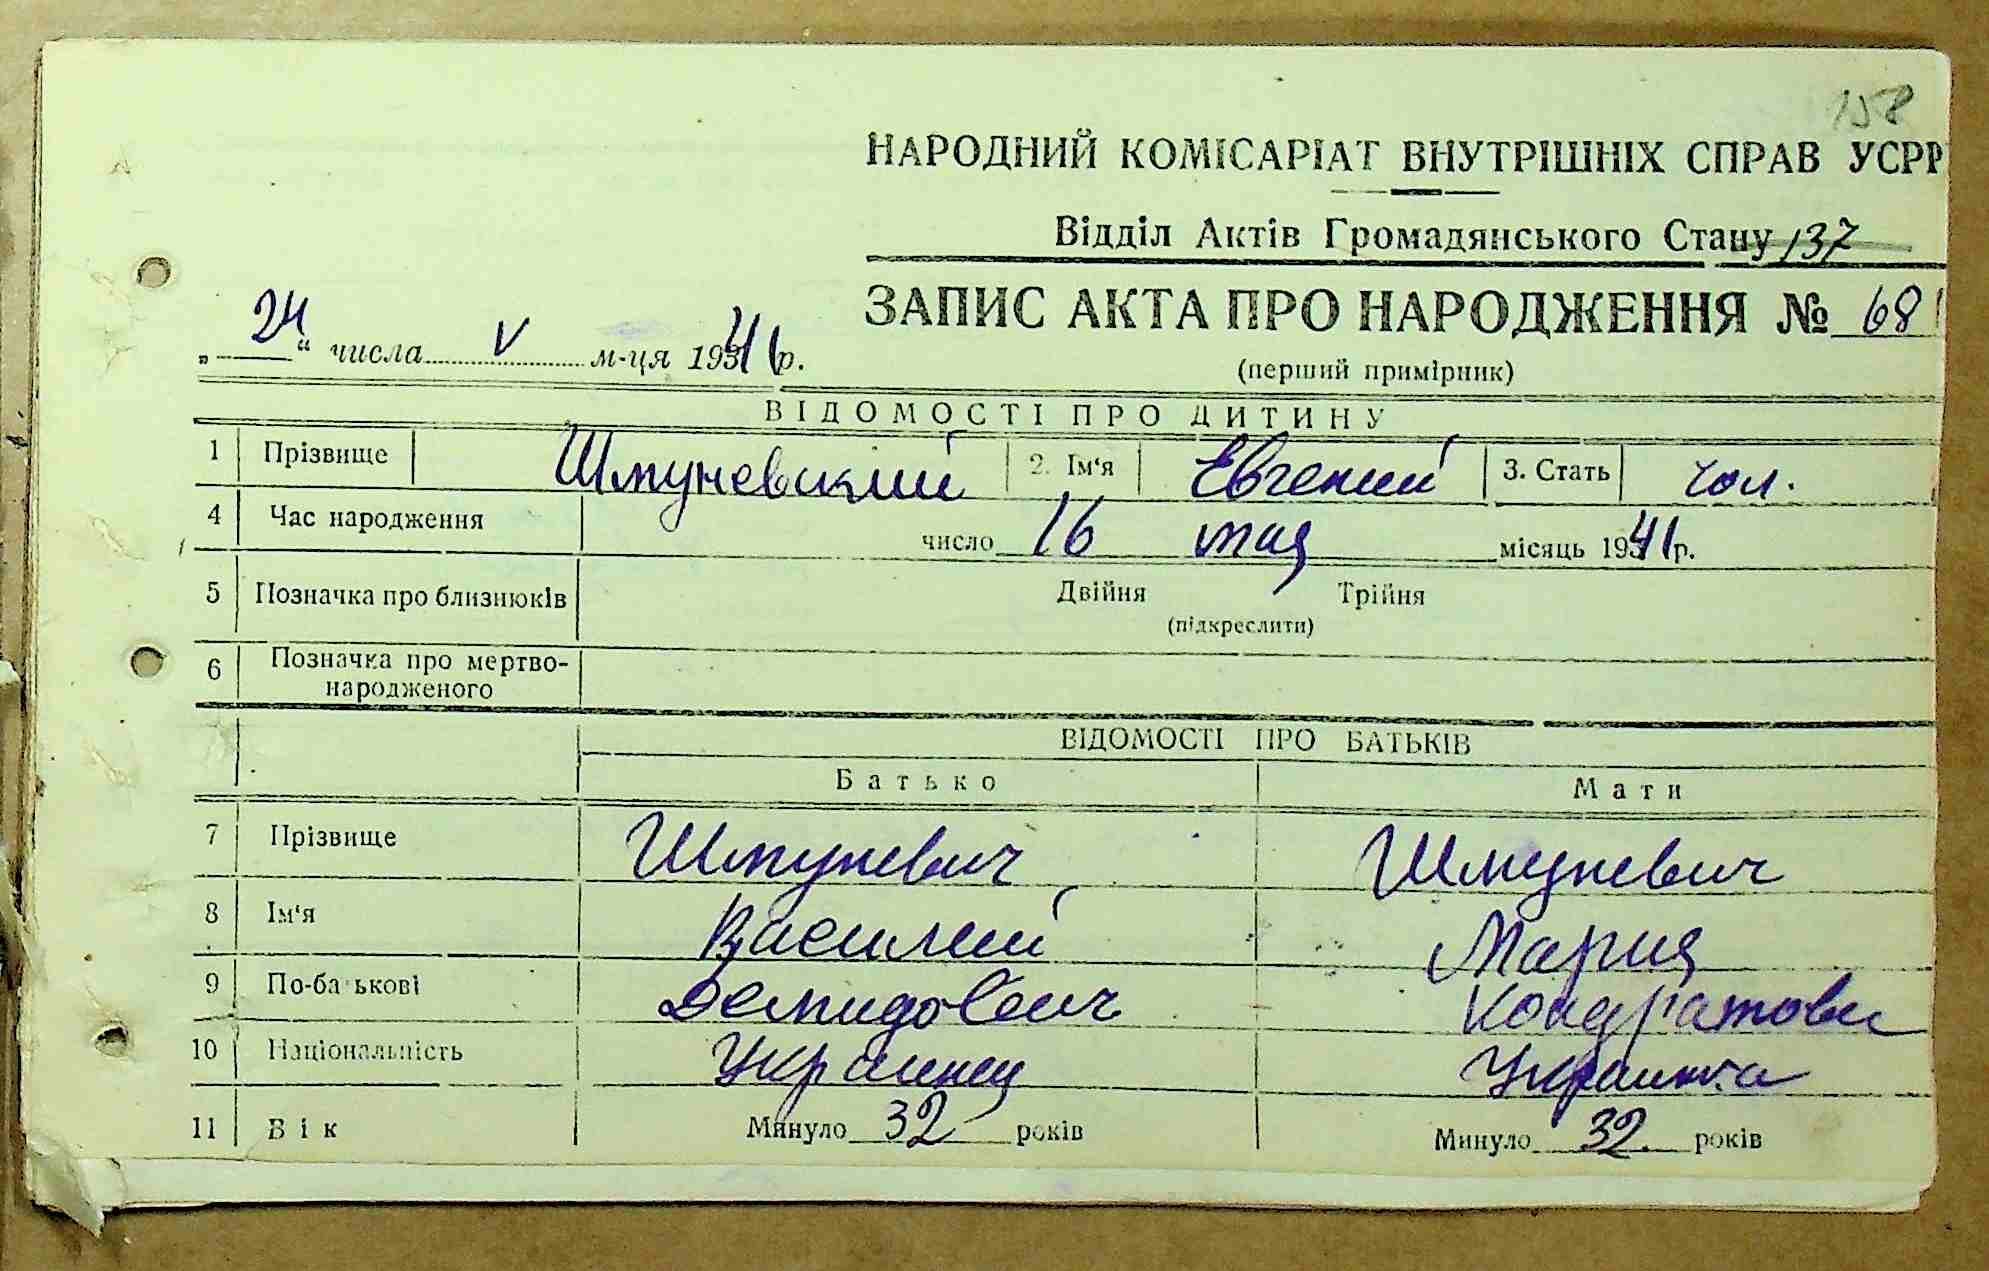 158
НАРОДНИЙ КОМІСАРІАТ ВНУТРІШНІХ СПРАВ УСРР
Відділ Актів Громадянського Стану 137
ЗАПИС АКТА ПРО НАРОДЖЕННЯ № 68
„24“ числа V м-ця 1941 р.
(перший примірник)
ВІДОМОСТІ ПРО ДИТИНУ
1 Прізвище Шмуневский 2. Ім‘я Евгений 3. Стать чол.
4 Час народження число 16 мая місяць 1941 р.
5 Позначка про близнюків Двійня Трійня
(підкреслити)
6 Позначка про мертво-
народженого
ВІДОМОСТІ ПРО БАТЬКІВ
Батько Мати
7 Прізвище Шмуневич Шмуневич
8 Ім‘я Василий Мария
9 По-батькові Демидович Кондратовн
10 Національність Украинец Украинка
11 Вік Минуло 32 років Минуло 32 років